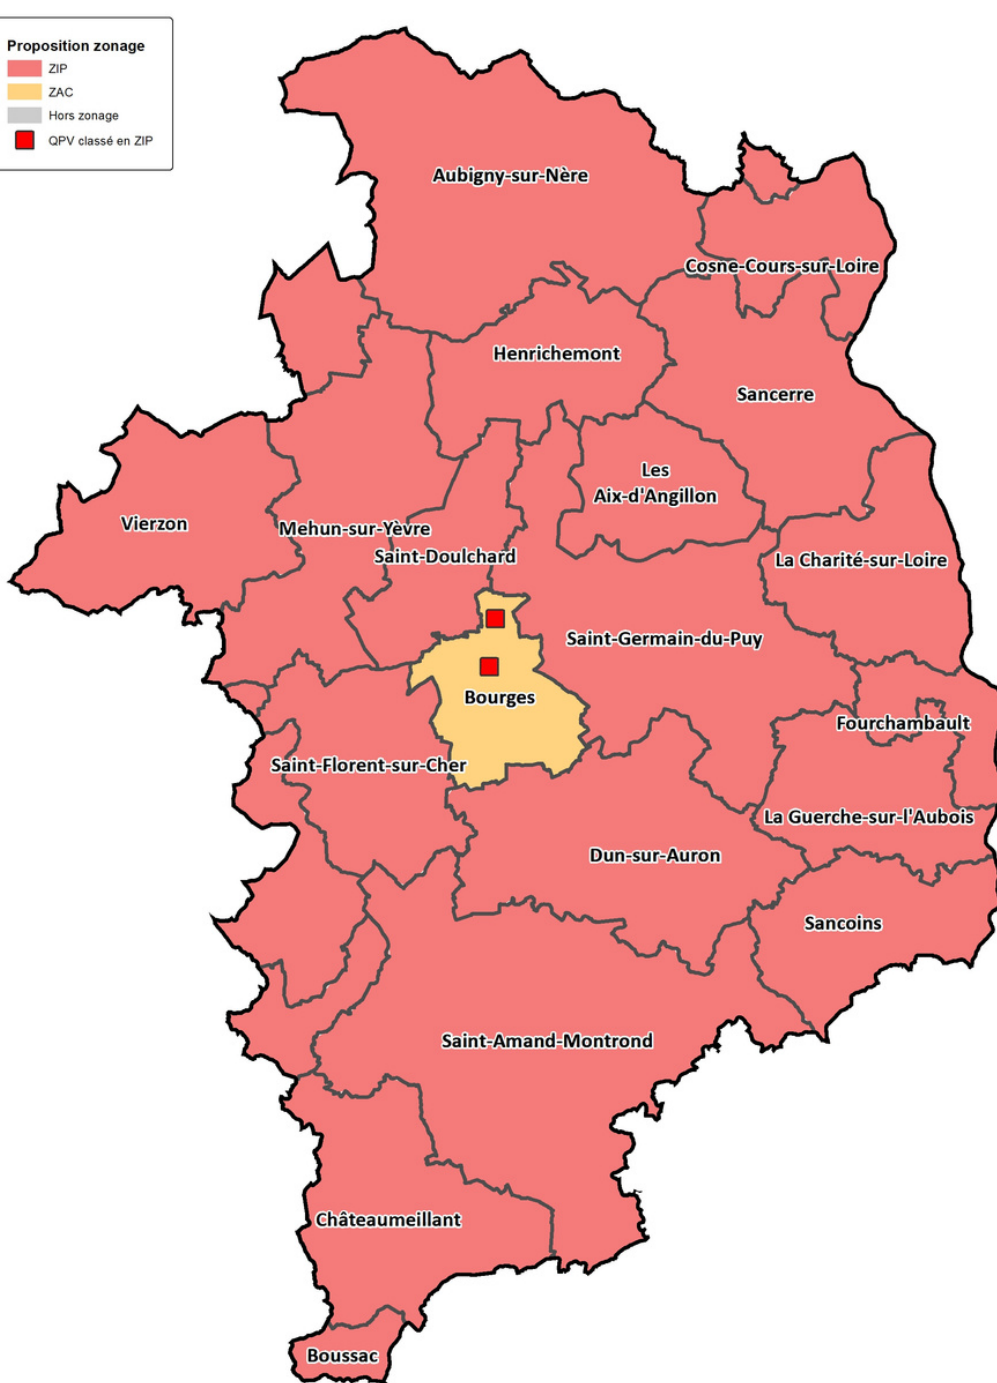 Proposition zonage
ZIP
ZAC
Hors zonage
QPV classé en ZIP
Aubigny-sur-Nère
Cosne-Cours-sur-Loire
Henrichemont
Sancerre
Les
Aix-d'Angillon
Vierzon
Mehun-sur-Yèvre
Saint-Doulchard
La Charité-sur-Loire
Saint-Germain-du-Puy
Bourges
Fourchambault
Saint-Florent-sur-Cher
La Guerche-sur-l'Aubois
Dun-sur-Auron
Sancoins
Saint-Amand-Montrond
Châteaumeillant
Boussac